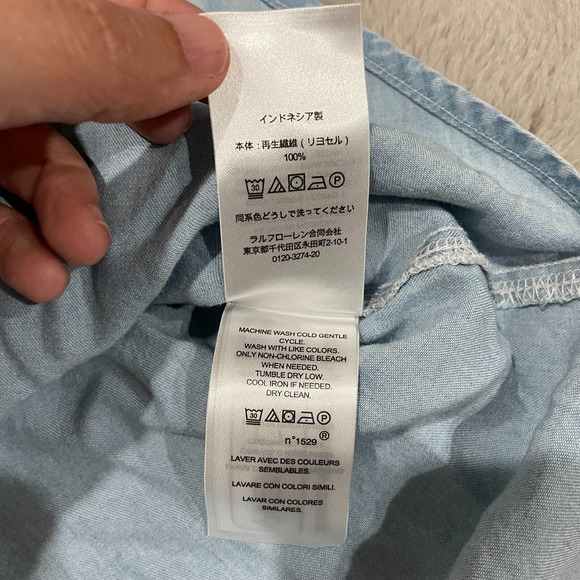 インドネシア製
本体：再生繊維（リヨセル）
100%
30 P
同系色どうしで洗ってください
ラルフローレン合同会社
東京都千代田区永田町2-10-1
0120-3274-20
MACHINE WASH COLD GENTLE
CYCLE.
WASH WITH LIKE COLORS.
ONLY NON-CHLORINE BLEACH
WHEN NEEDED.
TUMBLE DRY LOW.
COOL IRON IF NEEDED.
DRY CLEAN.
30 P
n°1529 ®
LAVER AVEC DES COULEURS
SEMBLABLES.
LAVARE CON COLORI SIMILI.
LAVAR CON COLORES
SIMILARES.